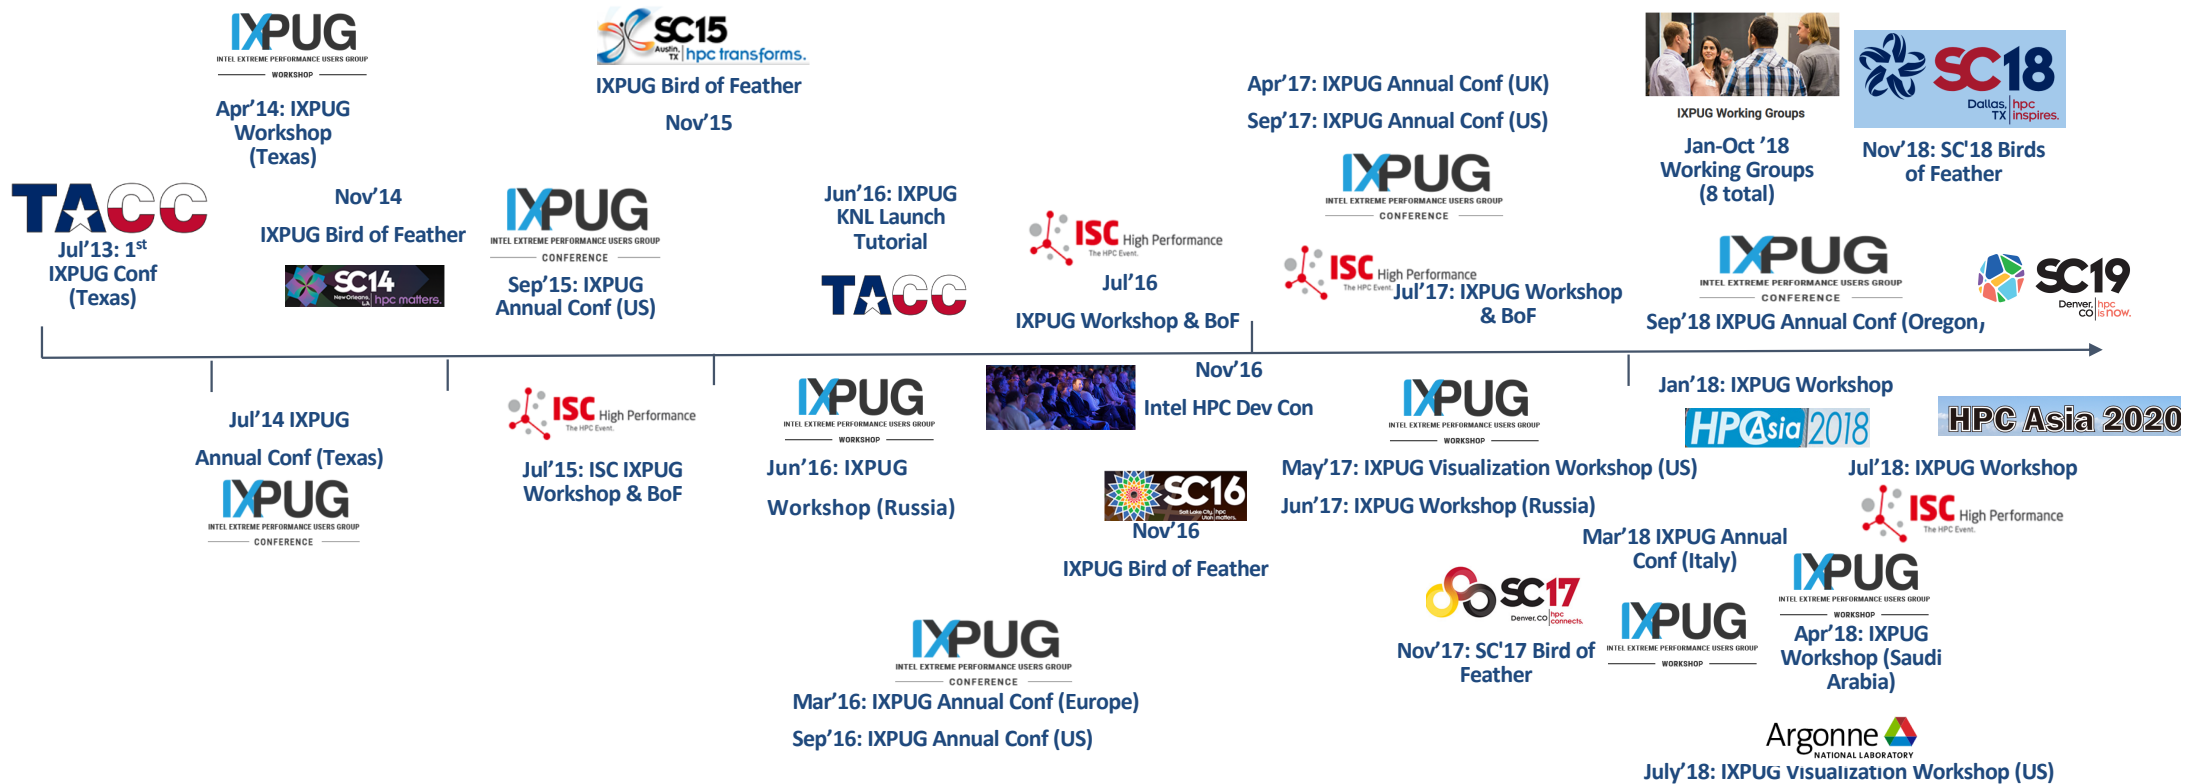 IXPUG
INTEL EXTREME PERFORMANCE USERS GROUP
WORKSHOP
Apr'14: IXPUG
Workshop
(Texas)
SC15
Austin, TX hpc transforms.
IXPUG Bird of Feather
Nov'15
Apr'17: IXPUG Annual Conf (UK)
Sep'17: IXPUG Annual Conf (US)
IXPUG
INTEL EXTREME PERFORMANCE USERS GROUP
CONFERENCE
IXPUG Working Groups
Jan-Oct '18
Working Groups
(8 total)
SC18
Dallas, TX hpc inspires.
Nov'18: SC'18 Birds
of Feather
TACC
Jul'13: 1st
IXPUG Conf
(Texas)
Nov'14
IXPUG Bird of Feather
SC14
New Orleans, LA hpc matters.
IXPUG
INTEL EXTREME PERFORMANCE USERS GROUP
CONFERENCE
Sep'15: IXPUG
Annual Conf (US)
Jun'16: IXPUG
KNL Launch
Tutorial
TACC
ISC High Performance
The HPC Event.
Jul'16
IXPUG Workshop & BoF
ISC High Performance
The HPC Event.
Jul'17: IXPUG Workshop
& BoF
IXPUG
INTEL EXTREME PERFORMANCE USERS GROUP
CONFERENCE
Sep'18 IXPUG Annual Conf (Oregon,
SC19
Denver, CO hpc is now.
Jul'14 IXPUG
Annual Conf (Texas)
IXPUG
INTEL EXTREME PERFORMANCE USERS GROUP
CONFERENCE
ISC High Performance
The HPC Event.
Jul'15: ISC IXPUG
Workshop & BoF
IXPUG
INTEL EXTREME PERFORMANCE USERS GROUP
WORKSHOP
Jun'16: IXPUG
Workshop (Russia)
Nov'16
Intel HPC Dev Con
SC16
Salt Lake City, Utah hpc matters.
Nov'16
IXPUG Bird of Feather
IXPUG
INTEL EXTREME PERFORMANCE USERS GROUP
CONFERENCE
Mar'16: IXPUG Annual Conf (Europe)
Sep'16: IXPUG Annual Conf (US)
IXPUG
INTEL EXTREME PERFORMANCE USERS GROUP
WORKSHOP
May'17: IXPUG Visualization Workshop (US)
Jun'17: IXPUG Workshop (Russia)
SC17
Denver, CO hpc connects.
Nov'17: SC'17 Bird of
Feather
Jan'18: IXPUG Workshop
HPCAsia 2018
HPC Asia 2020
Jul'18: IXPUG Workshop
ISC High Performance
The HPC Event.
Mar'18 IXPUG Annual
Conf (Italy)
IXPUG
INTEL EXTREME PERFORMANCE USERS GROUP
WORKSHOP
IXPUG
INTEL EXTREME PERFORMANCE USERS GROUP
WORKSHOP
Apr'18: IXPUG
Workshop (Saudi
Arabia)
Argonne
NATIONAL LABORATORY
July'18: IXPUG Visualization Workshop (US)